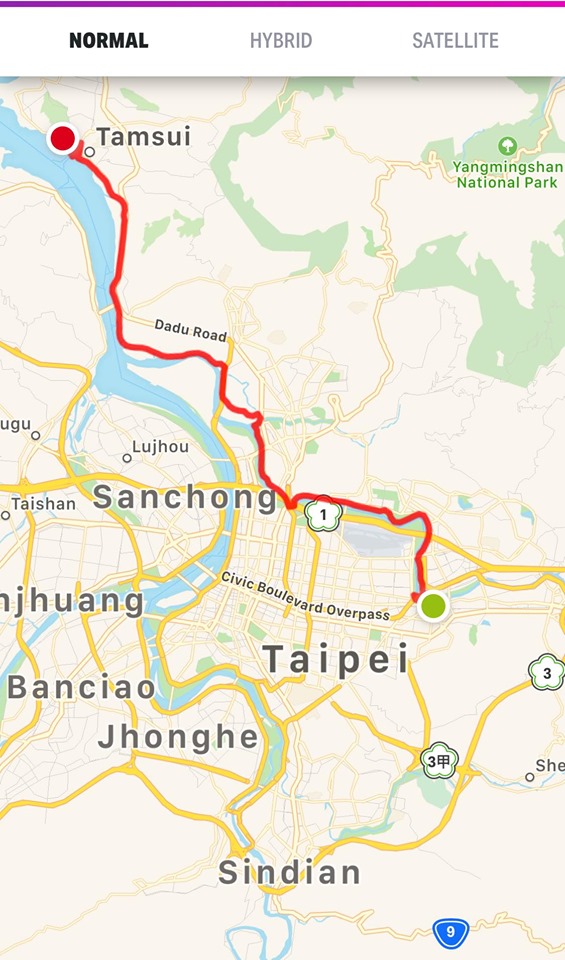 NORMAL HYBRID SATELLITE
Tamsui
Yangmingshan
National Park
Dadu Road
ugu
Lujhou
Sanchong
1
Taishan
njhuang
Civic Boulevard Overpass
Taipei
3
Banciao
Jhonghe
3甲
She
Sindian
9